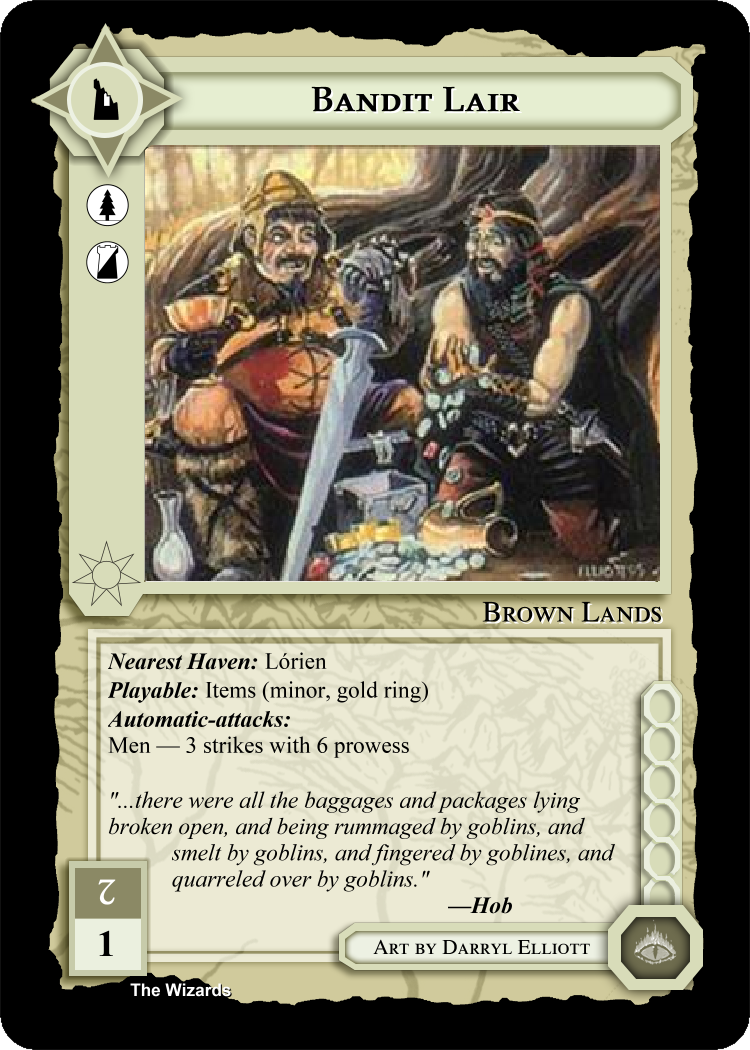 Bandit Lair
Elliott 95
Brown Lands
Nearest Haven: Lórien
Playable: Items (minor, gold ring)
Automatic-attacks:
Men — 3 strikes with 6 prowess
"...there were all the baggages and packages lying
broken open, and being rummaged by goblins, and
smelt by goblins, and fingered by goblines, and
quarreled over by goblins."
—Hob
1
Art by Darryl Elliott
The Wizards